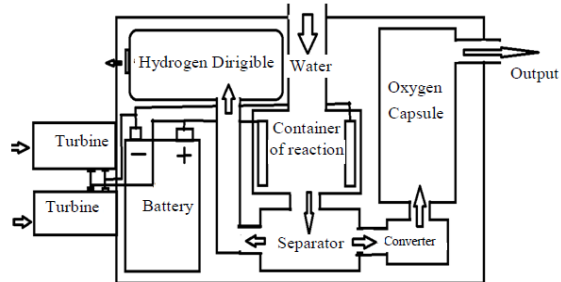 Hydrogen Dirigible
Water
Oxygen
Capsule
Output
Turbine
Container
of reaction
− +
Turbine
Battery
Separator
Converter